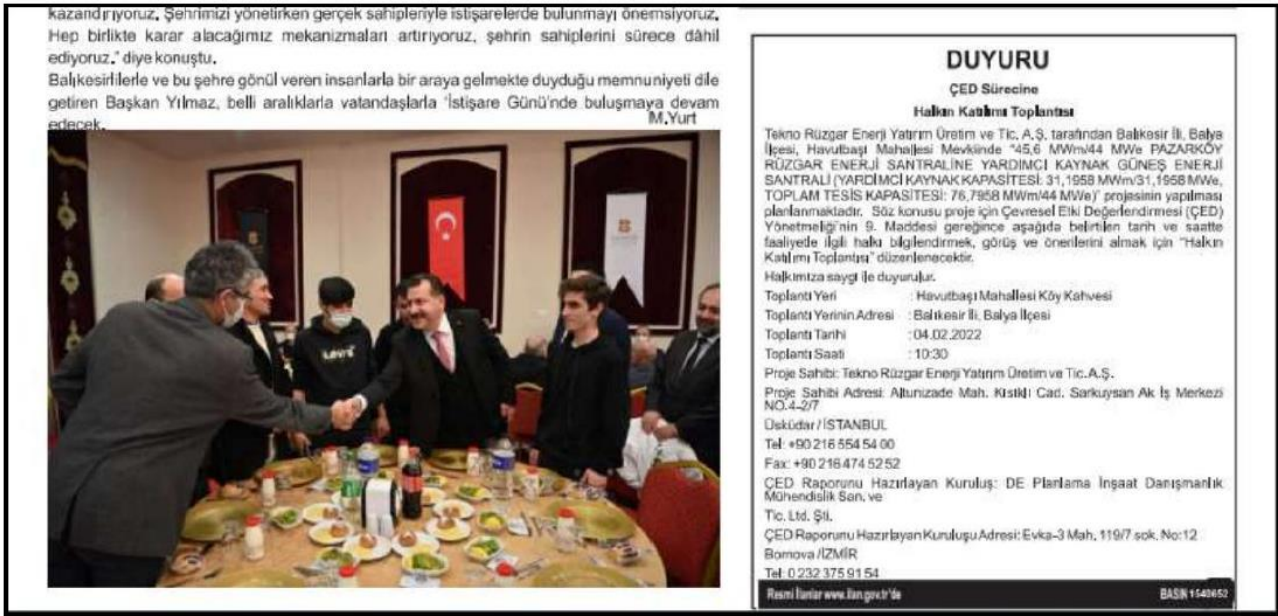 kazandırıyoruz. Şehrimizi yönetirken gerçek sahipleriyle istişarelerde bulunmayı önemsiyoruz.
Hep birlikte karar alacağımız mekanizmaları artırıyoruz, şehrin sahiplerini sürece dâhil
ediyoruz." diye konuştu.
Balıkesirlilerle ve bu şehre gönül veren insanlarla bir araya gelmekte duyduğu memnuniyeti dile
getiren Başkan Yılmaz, belli aralıklarla vatandaşlarla 'İstişare Günü'nde buluşmaya devam
edecek.
M.Yurt
LEVI'S
DUYURU
ÇED Sürecine
Halkın Katılımı Toplantısı
Tekno Rüzgar Enerji Yatırım Üretim ve Tic. A.Ş. tarafından Balıkesir İli, Balya
İlçesi, Havutbaşı Mahallesi Mevkiinde "45,6 MWm/44 MWe PAZARKÖY
RÜZGAR ENERJİ SANTRALİNE YARDIMCI KAYNAK GÜNEŞ ENERJİ
SANTRALİ (YARDIMCI KAYNAK KAPASİTESİ: 31,1958 MWm/31,1958 MWe,
TOPLAM TESİS KAPASİTESİ: 76,7958 MWm/44 MWe)" projesinin yapılması
planlanmaktadır. Söz konusu proje için Çevresel Etki Değerlendirmesi (ÇED)
Yönetmeliği'nin 9. Maddesi gereğince aşağıda belirtilen tarih ve saatte
faaliyetle ilgili halkı bilgilendirmek, görüş ve önerilerini almak için "Halkın
Katılımı Toplantısı" düzenlenecektir.
Halkımıza saygı ile duyurulur.
Toplantı Yeri : Havutbaşı Mahallesi Köy Kahvesi
Toplantı Yerinin Adresi : Balıkesir İli, Balya İlçesi
Toplantı Tarihi : 04.02.2022
Toplantı Saati : 10:30
Proje Sahibi: Tekno Rüzgar Enerji Yatırım Üretim ve Tic.A.Ş.
Proje Sahibi Adresi: Altunizade Mah. Kısıklı Cad. Sarkuysan Ak İş Merkezi
NO.4-2/7
Üsküdar / İSTANBUL
Tel: +90 216 554 54 00
Fax: +90 216 474 52 52
ÇED Raporunu Hazırlayan Kuruluş: DE Planlama İnşaat Danışmanlık
Mühendislik San. ve
Tic. Ltd. Şti.
ÇED Raporunu Hazırlayan Kuruluşu Adresi: Evka-3 Mah. 119/7 sok. No:12
Bornova /İZMİR
Tel: 0 232 375 91 54
Resmi İlanlar www.ilan.gov.tr'de BASIN 1540652